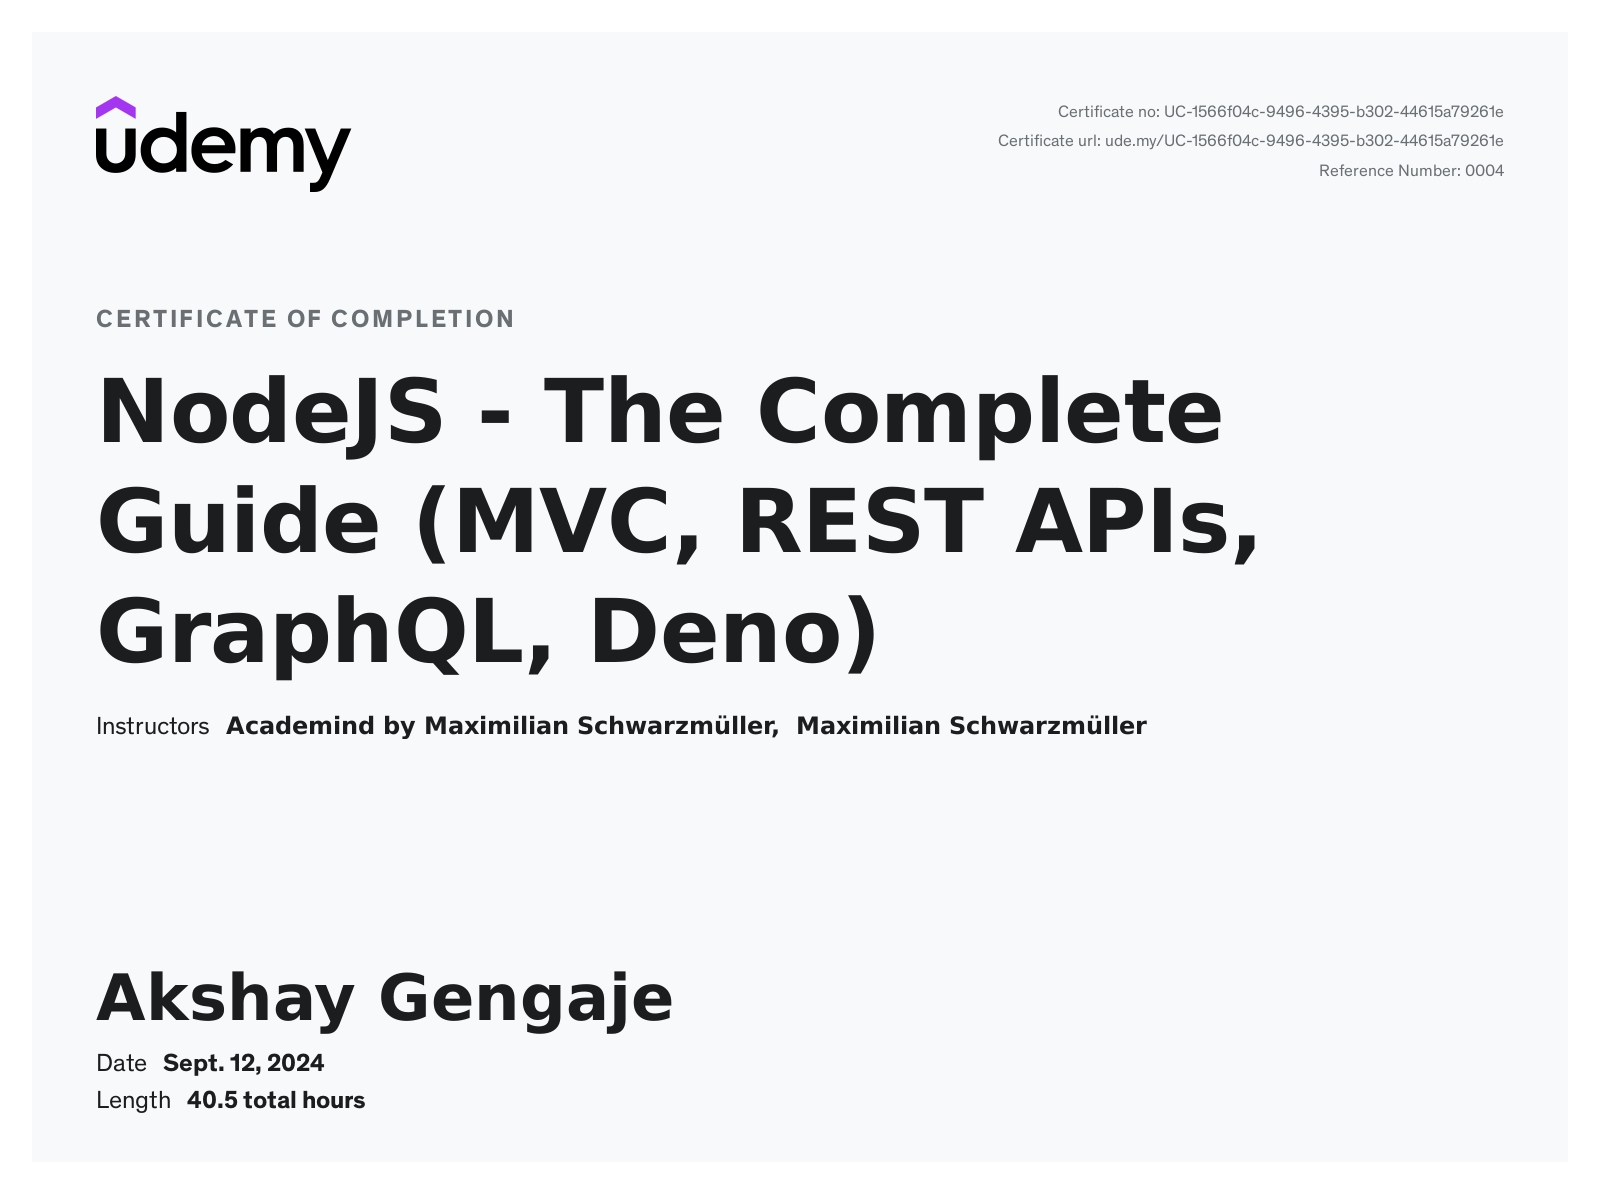 udemy
Certificate no: UC-1566f04c-9496-4395-b302-44615a79261e
Certificate url: ude.my/UC-1566f04c-9496-4395-b302-44615a79261e
Reference Number: 0004
CERTIFICATE OF COMPLETION
NodeJS - The Complete
Guide (MVC, REST APIs,
GraphQL, Deno)
Instructors Academind by Maximilian Schwarzmüller, Maximilian Schwarzmüller
Akshay Gengaje
Date Sept. 12, 2024
Length 40.5 total hours